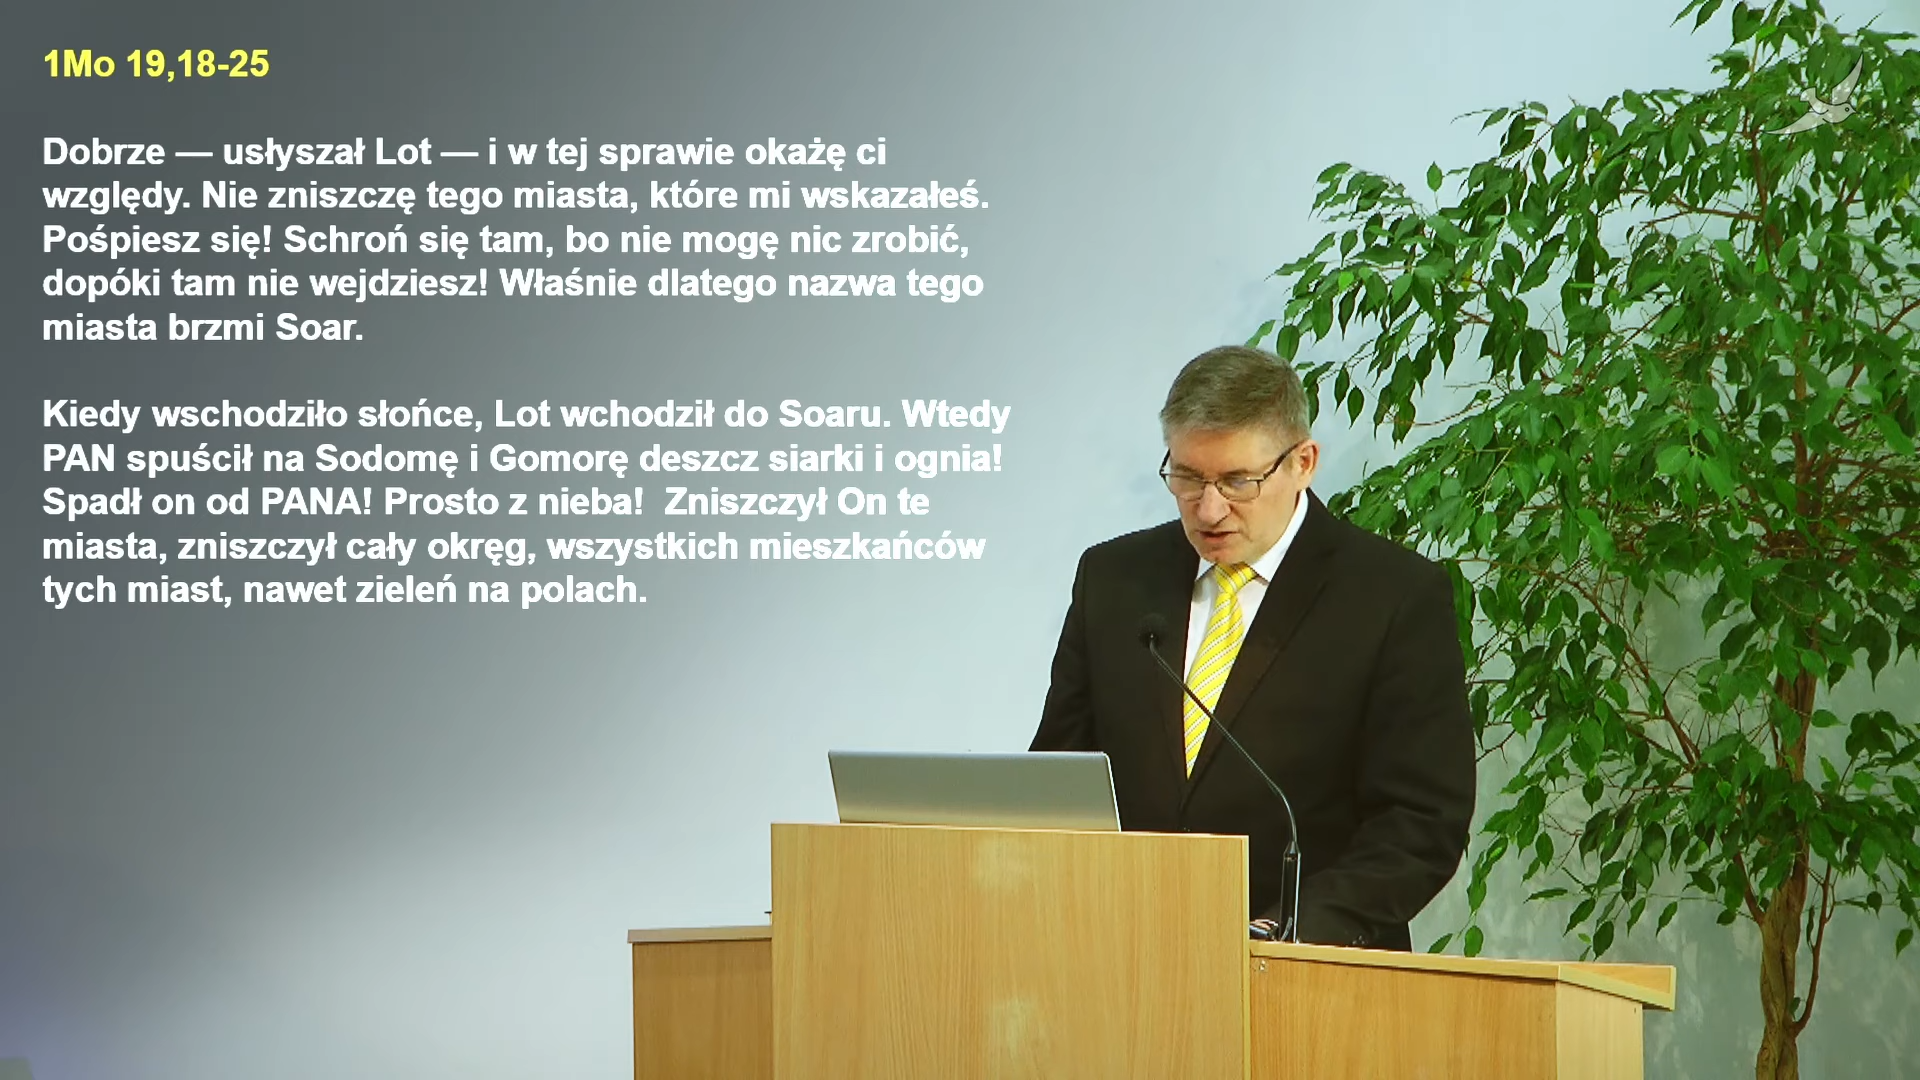 1Mo 19,18-25
Dobrze — usłyszał Lot — i w tej sprawie okażę ci
względy. Nie zniszczę tego miasta, które mi wskazałeś.
Pośpiesz się! Schroń się tam, bo nie mogę nic zrobić,
dopóki tam nie wejdziesz! Właśnie dlatego nazwa tego
miasta brzmi Soar.
Kiedy wschodziło słońce, Lot wchodził do Soaru. Wtedy
PAN spuścił na Sodomę i Gomorę deszcz siarki i ognia!
Spadł on od PANA! Prosto z nieba!  Zniszczył On te
miasta, zniszczył cały okręg, wszystkich mieszkańców
tych miast, nawet zieleń na polach.